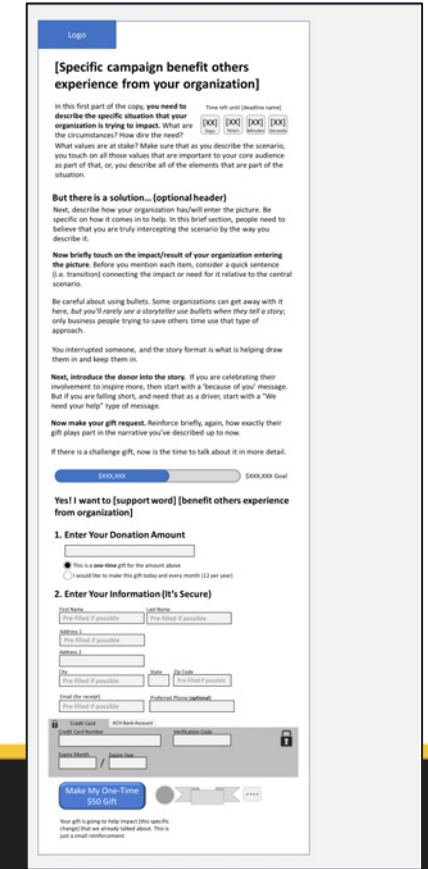 Logo
[Specific campaign benefit others
experience from your organization]
In this first part of the copy, you need to
describe the specific situation that your
organization is trying to impact. What are
the circumstances? How dire the need?
What values are at stake? Make sure that as you describe the scenario,
you touch on all those values that are important to your core audience
as part of that, or, you describe all of the elements that are part of the
situation.
Time left until [deadline name]
[XX] [XX] [XX] [XX]
Days Hours Minutes Seconds
But there is a solution... (optional header)
Next, describe how your organization has/will enter the picture. Be
specific on how it comes in to help. In this brief section, people need to
believe that you are truly intercepting the scenario by the way you
describe it.
Now briefly touch on the impact/result of your organization entering
the picture. Before you mention each item, consider a quick sentence
(i.e. transition) connecting the impact or need for it relative to the central
scenario.
Be careful about using bullets. Some organizations can get away with it
here, but you'll rarely see a storyteller use bullets when they tell a story;
only business people trying to save others time use that type of
approach.
You interrupted someone, and the story format is what is helping draw
them in and keep them in.
Next, introduce the donor into the story. If you are celebrating their
involvement to inspire more, then start with a 'because of you' message.
But if you are falling short, and need that as a driver, start with a "We
need your help" type of message.
Now make your gift request. Reinforce briefly, again, how exactly their
gift plays part in the narrative you've described up to now.
If there is a challenge gift, now is the time to talk about it in more detail.
$XXX,XXX
$XXX,XXX Goal
Yes! I want to [support word] [benefit others experience
from organization]
1. Enter Your Donation Amount
This is a one-time gift for the amount above
I would like to make this gift today and every month (12 per year)
2. Enter Your Information (It's Secure)
First Name Last Name
Pre-filled if possible Pre-filled if possible
Address 1
Pre-filled if possible
Address 2
City State Zip Code
Pre-filled if possible Pre-filled if possible
Email (for receipt) Preferred Phone (optional)
Pre-filled if possible
Credit Card ACH Bank Account
Credit Card Number Verification Code
Expire Month Expire Year
/
Make My One-Time
$50 Gift
Your gift is going to help impact [this specific
change] that we already talked about. This is
just a small reinforcement.